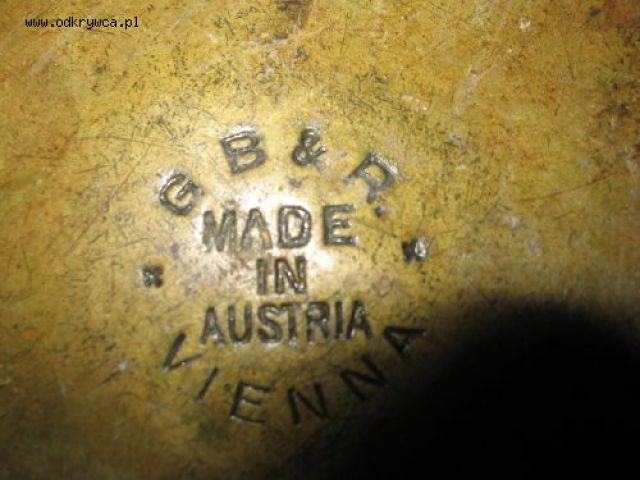 www.odkrywca.pl
G B & R.
MADE
IN
AUSTRIA
VIENNA